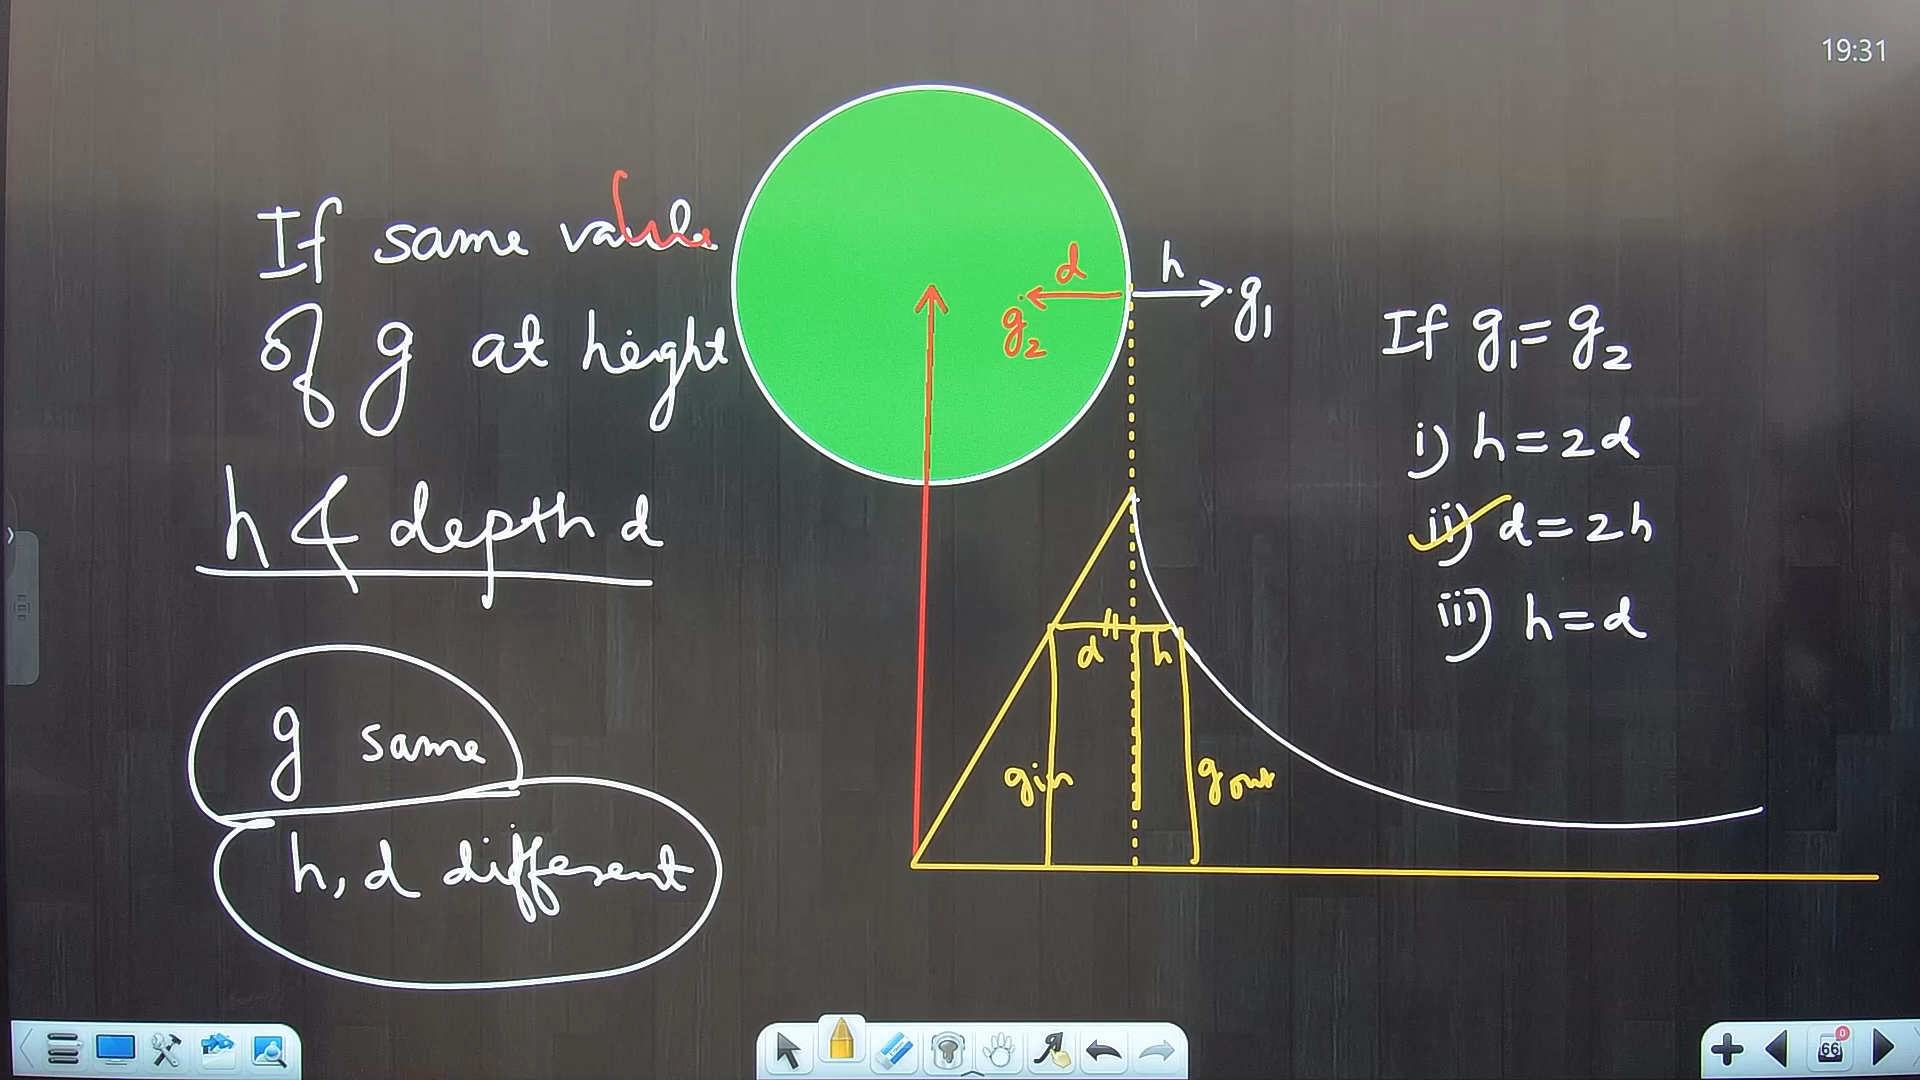 19:31
If same value
of g at height
h & depth d
g same
h, d different
d
h
g2
g1
If g1 = g2
i) h = 2d
ii) d = 2h
iii) h = d
d
h
gin
gout
66
0